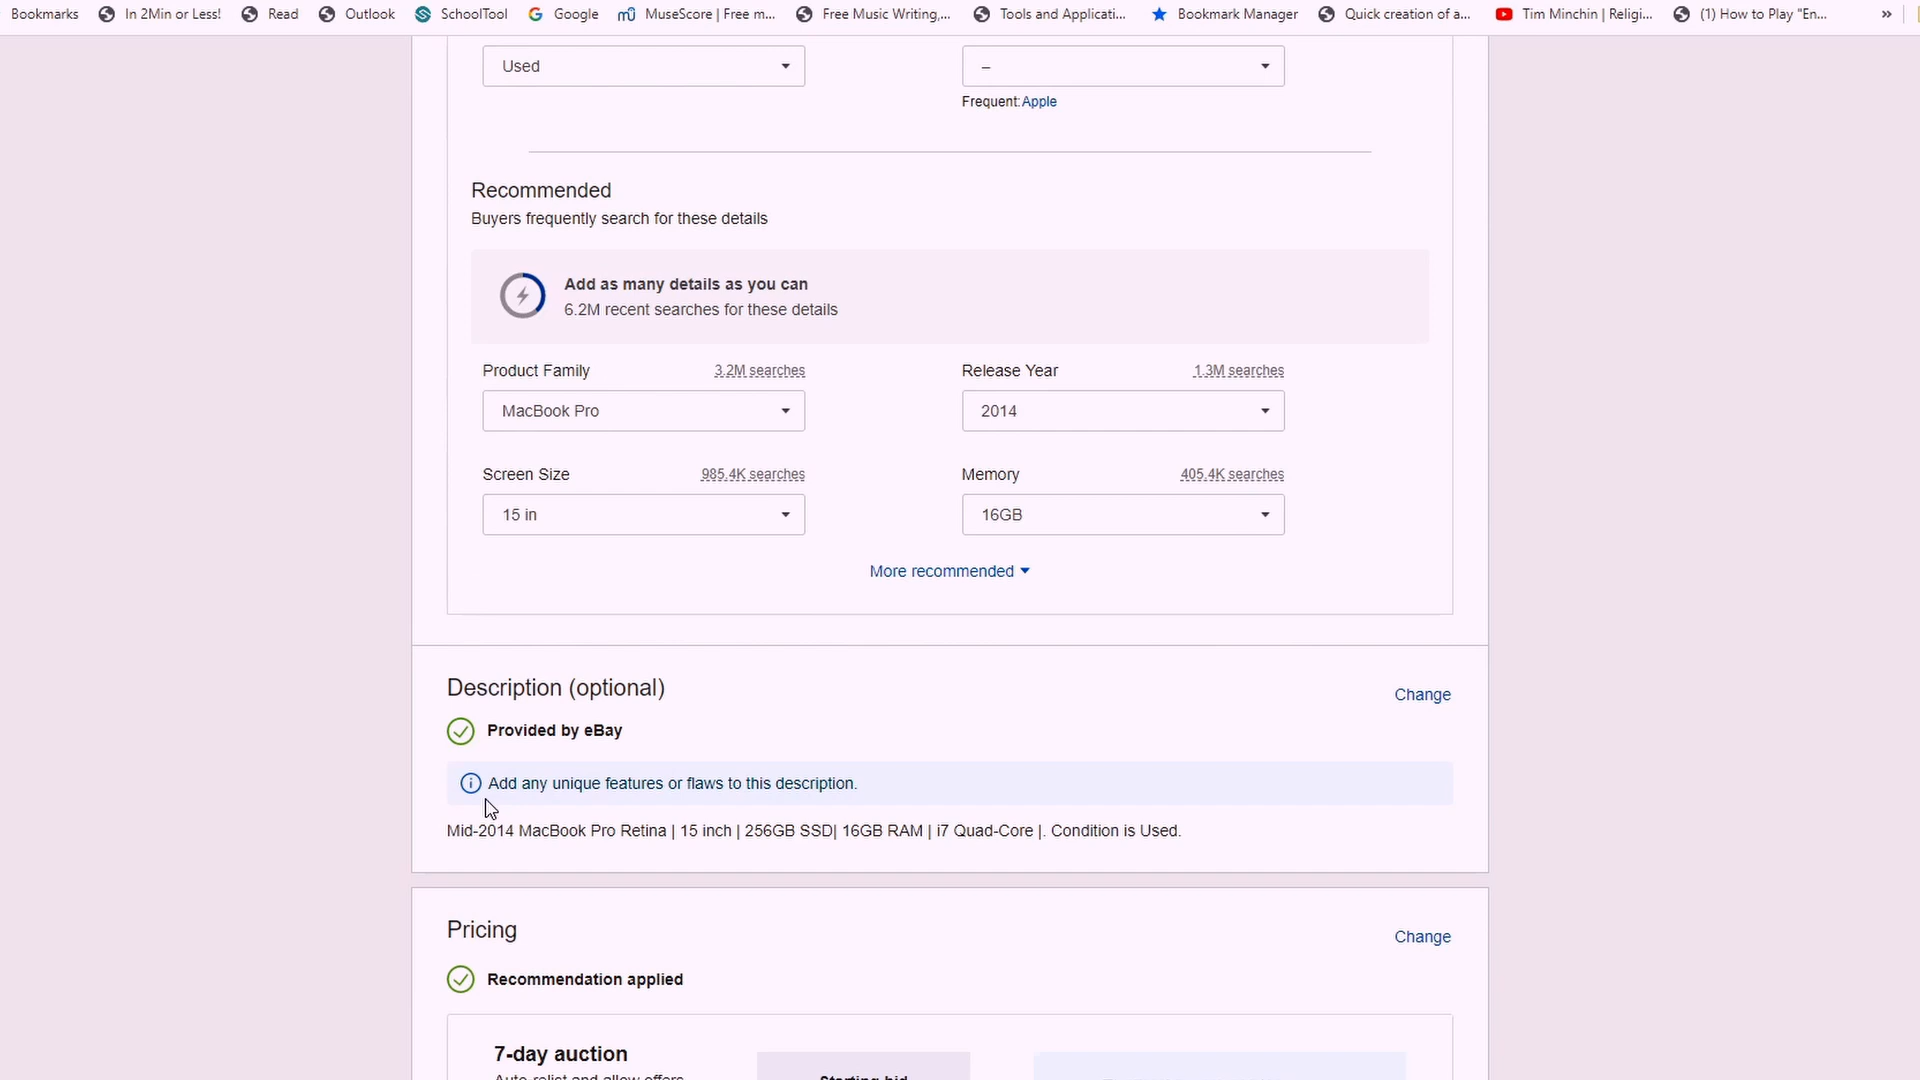 Bookmarks In 2Min or Less! Read Outlook SchoolTool Google MuseScore | Free m... Free Music Writing,... Tools and Applicati... Bookmark Manager Quick creation of a... Tim Minchin | Religi... (1) How to Play "En... »
Used –
Frequent: Apple
Recommended
Buyers frequently search for these details
Add as many details as you can
6.2M recent searches for these details
Product Family 3.2M searches Release Year 1.3M searches
MacBook Pro 2014
Screen Size 985.4K searches Memory 405.4K searches
15 in 16GB
More recommended
Description (optional) Change
Provided by eBay
Add any unique features or flaws to this description.
Mid-2014 MacBook Pro Retina | 15 inch | 256GB SSD| 16GB RAM | i7 Quad-Core |. Condition is Used.
Pricing Change
Recommendation applied
7-day auction
Auto relist and allow offers Starting bid